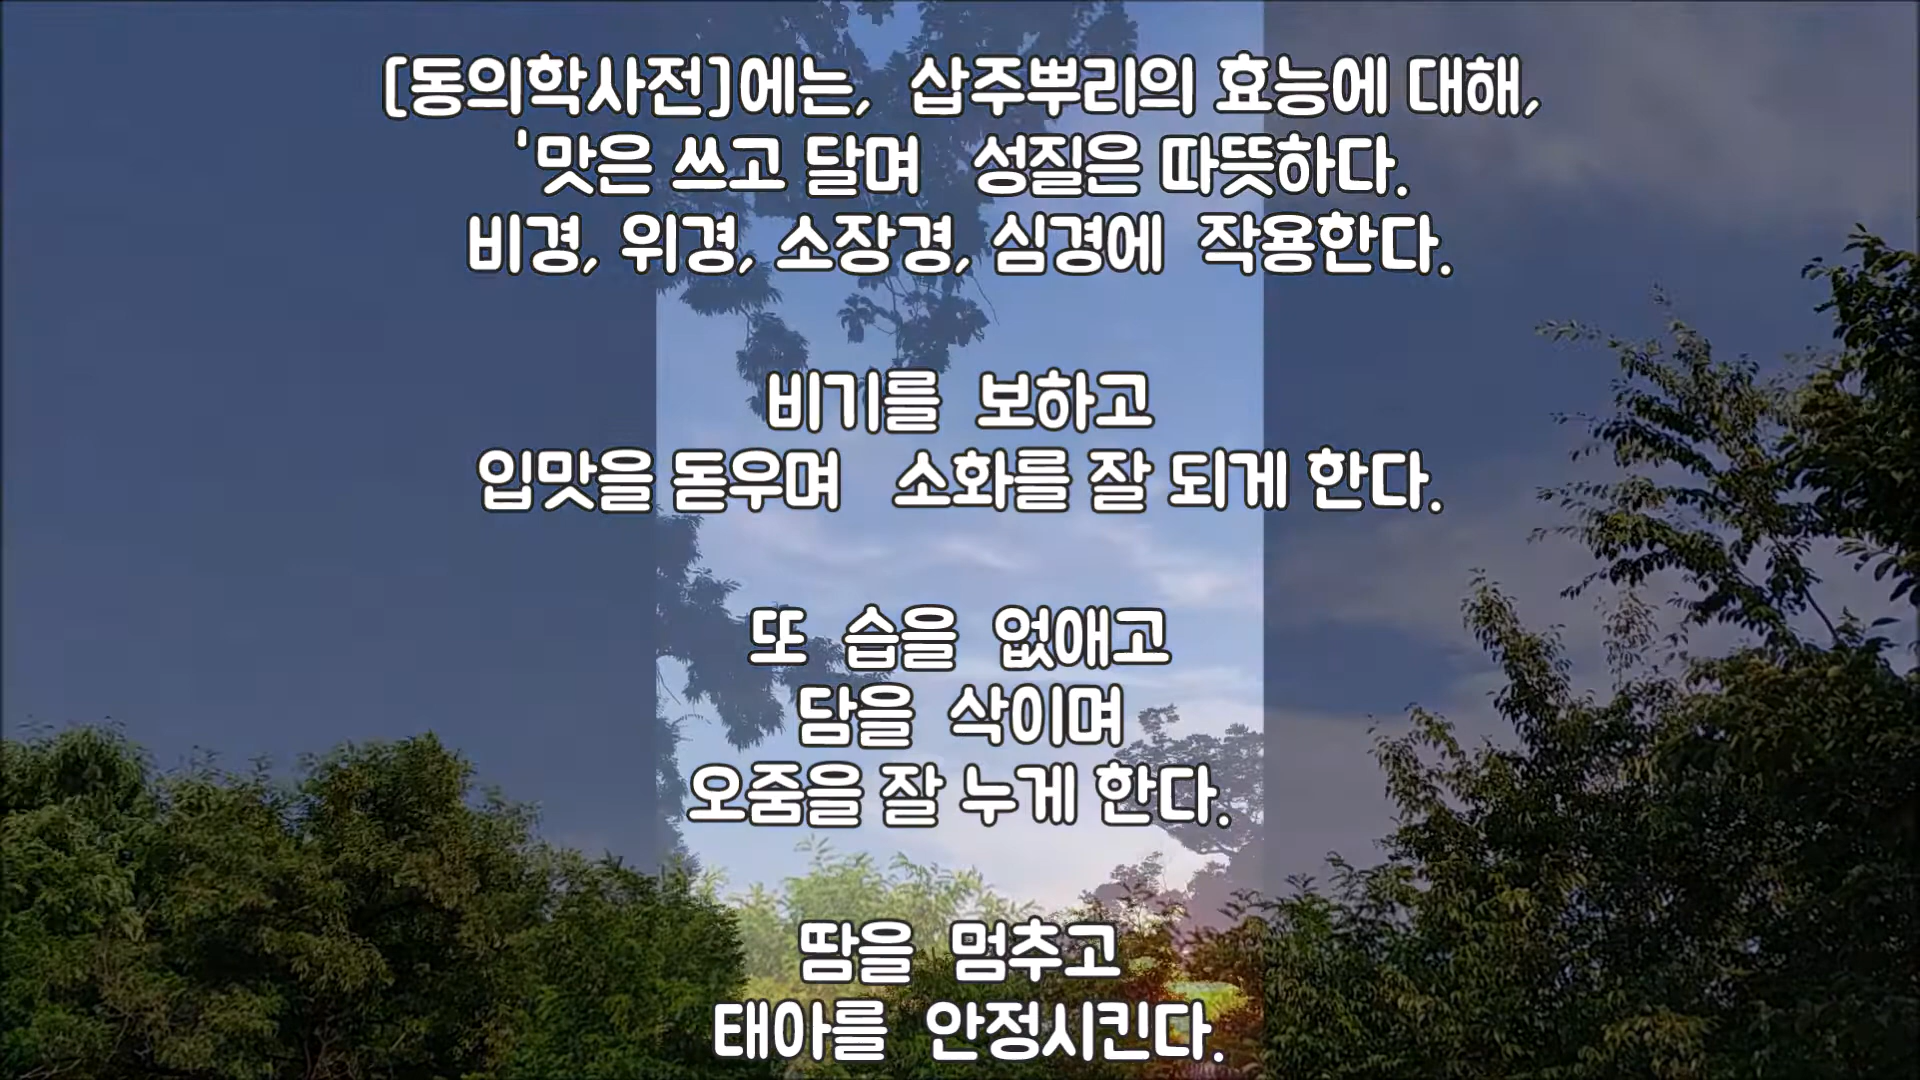 [동의학사전]에는, 삽주뿌리의 효능에 대해,
'맛은 쓰고 달며 성질은 따뜻하다.
비경, 위경, 소장경, 심경에 작용한다.
비기를 보하고
입맛을 돋우며 소화를 잘 되게 한다.
또 습을 없애고
담을 삭이며
오줌을 잘 누게 한다.
땀을 멈추고
태아를 안정시킨다.